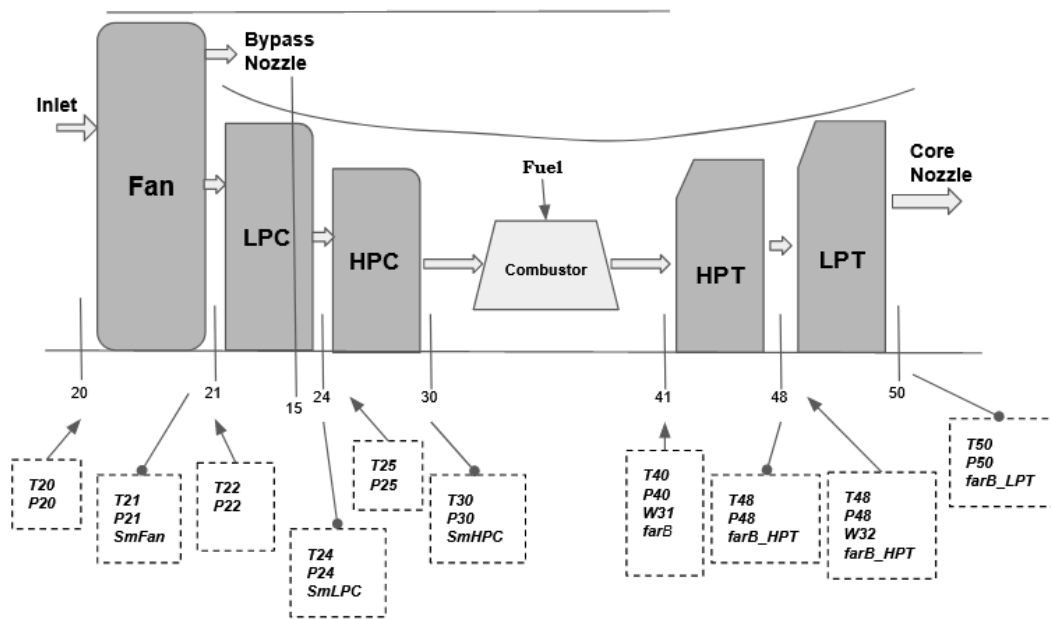 Bypass
Nozzle
Inlet
Fan
LPC
HPC
Fuel
Combustor
HPT
LPT
Core
Nozzle
20
21
15
24
30
41
48
50
T20
P20
T21
P21
SmFan
T22
P22
T24
P24
SmLPC
T25
P25
T30
P30
SmHPC
T40
P40
W31
farB
T48
P48
farB_HPT
T48
P48
W32
farB_HPT
T50
P50
farB_LPT